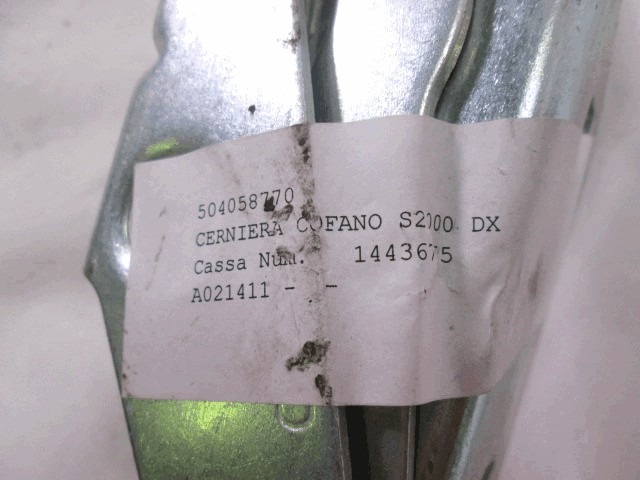 504058770
CERNIERA COFANO S2000 DX
Cassa Num. 1443675
A021411 - -